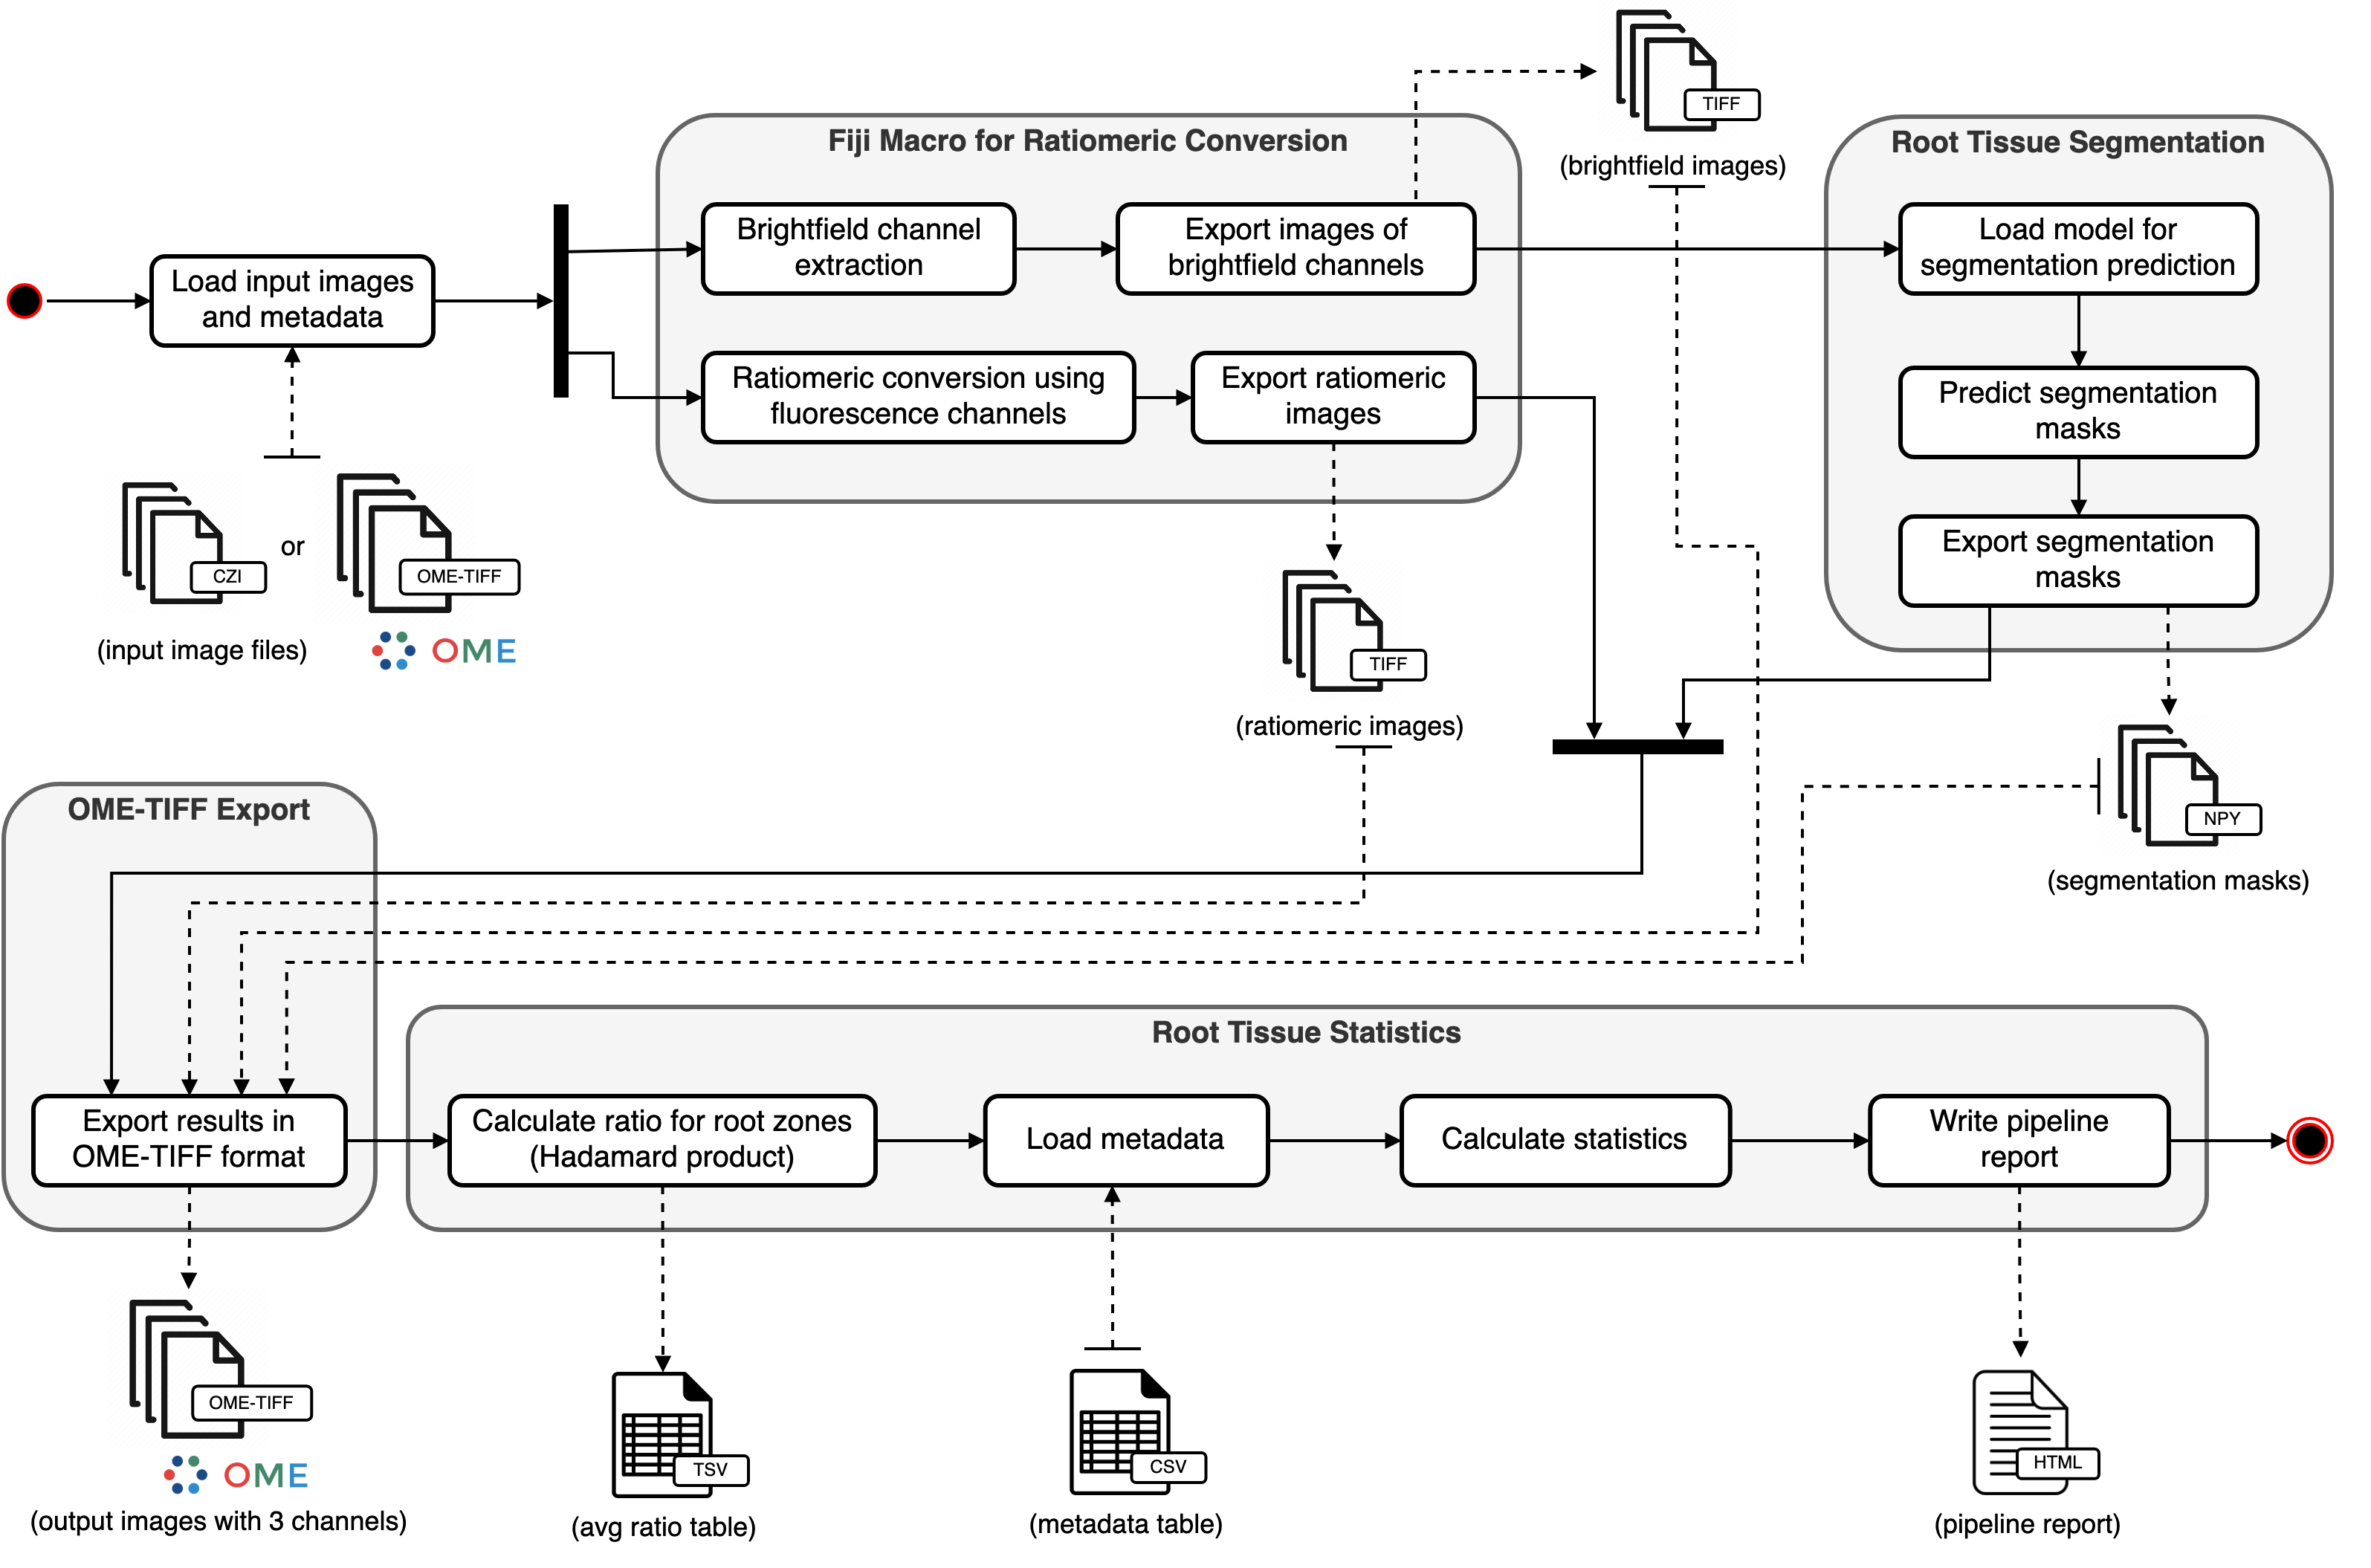 TIFF
(brightfield images)
Fiji Macro for Ratiomeric Conversion
Root Tissue Segmentation
Brightfield channel
extraction
Export images of
brightfield channels
Load model for
segmentation prediction
Load input images
and metadata
Ratiomeric conversion using
fluorescence channels
Export ratiomeric
images
Predict segmentation
masks
Export segmentation
masks
CZI
or
OME-TIFF
(input image files)
OME
TIFF
(ratiomeric images)
NPY
(segmentation masks)
OME-TIFF Export
Root Tissue Statistics
Export results in
OME-TIFF format
Calculate ratio for root zones
(Hadamard product)
Load metadata
Calculate statistics
Write pipeline
report
OME-TIFF
OME
(output images with 3 channels)
TSV
(avg ratio table)
CSV
(metadata table)
HTML
(pipeline report)